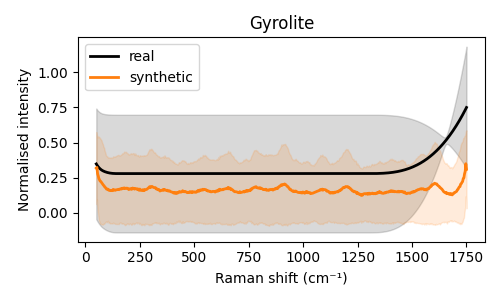 Gyrolite
real
synthetic
Normalised intensity
1.00
0.75
0.50
0.25
0.00
0 250 500 750 1000 1250 1500 1750
Raman shift (cm⁻¹)